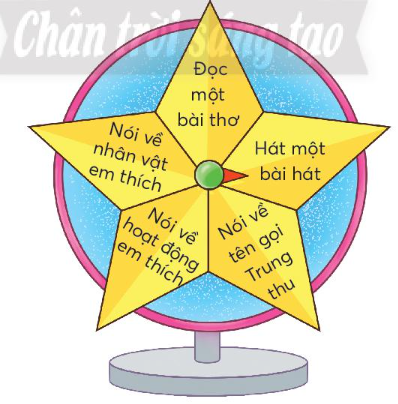 Chân trời sáng tạo
Đọc
một
bài thơ
Hát một
bài hát
Nói về
tên gọi
Trung
thu
Nói về
hoạt động
em thích
Nói về
nhân vật
em thích